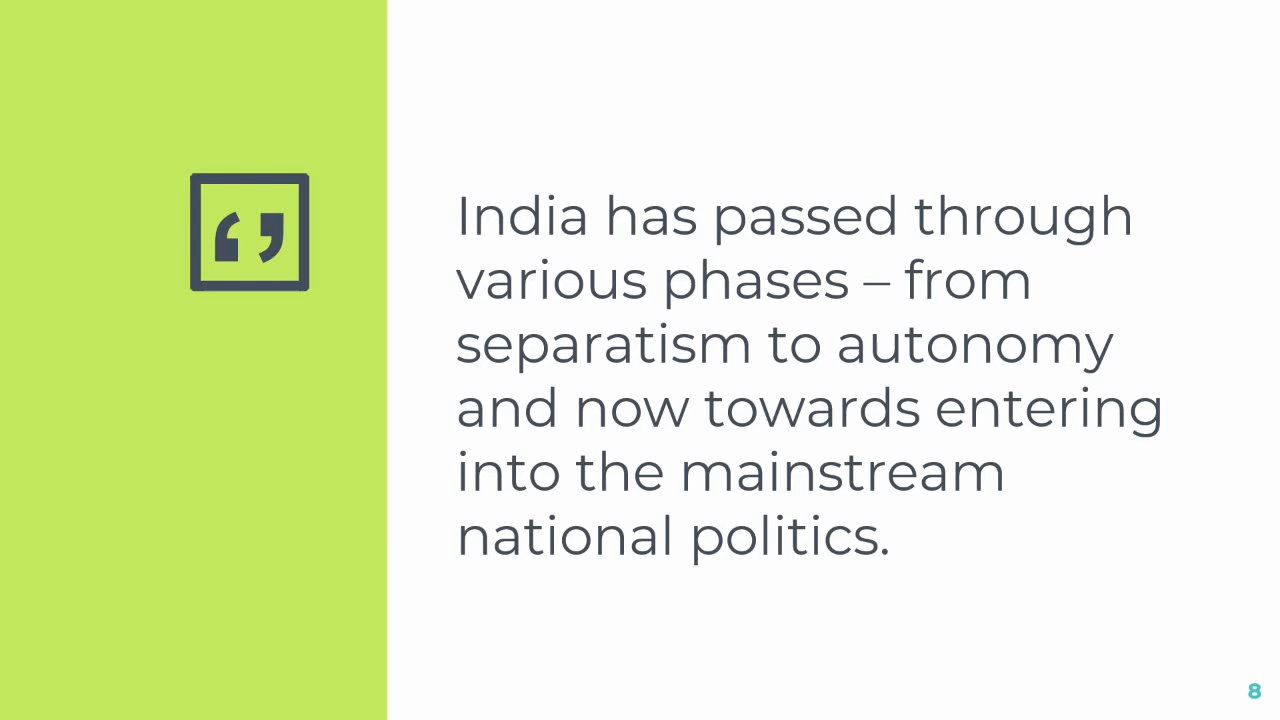 India has passed through
various phases – from
separatism to autonomy
and now towards entering
into the mainstream
national politics.
8